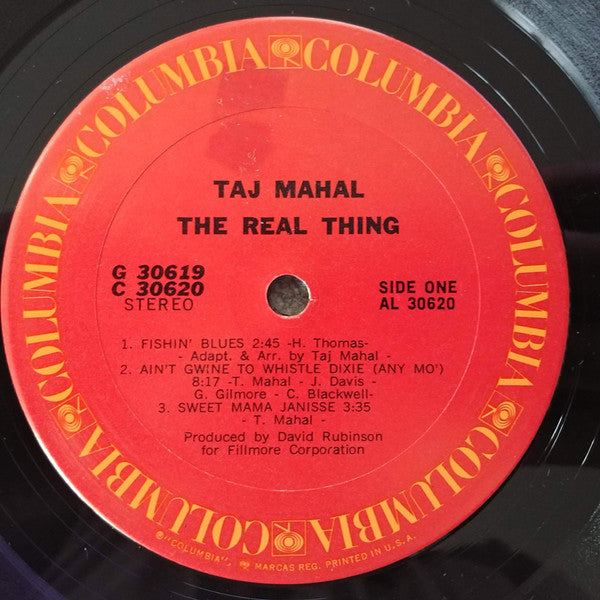 COLUMBIA COLUMBIA COLUMBIA COLUMBIA COLUMBIA COLUMBIA
TAJ MAHAL
THE REAL THING
G 30619
C 30620
STEREO
SIDE ONE
AL 30620
1. FISHIN' BLUES 2:45 -H. Thomas-
- Adapt. & Arr. by Taj Mahal -
2. AIN'T GWINE TO WHISTLE DIXIE (ANY MO')
8:17 -T. Mahal - J. Davis -
G. Gilmore - C. Blackwell-
3. SWEET MAMA JANISSE 3:35
- T. Mahal -
Produced by David Rubinson
for Fillmore Corporation
®"COLUMBIA", MARCAS REG. PRINTED IN U.S.A.